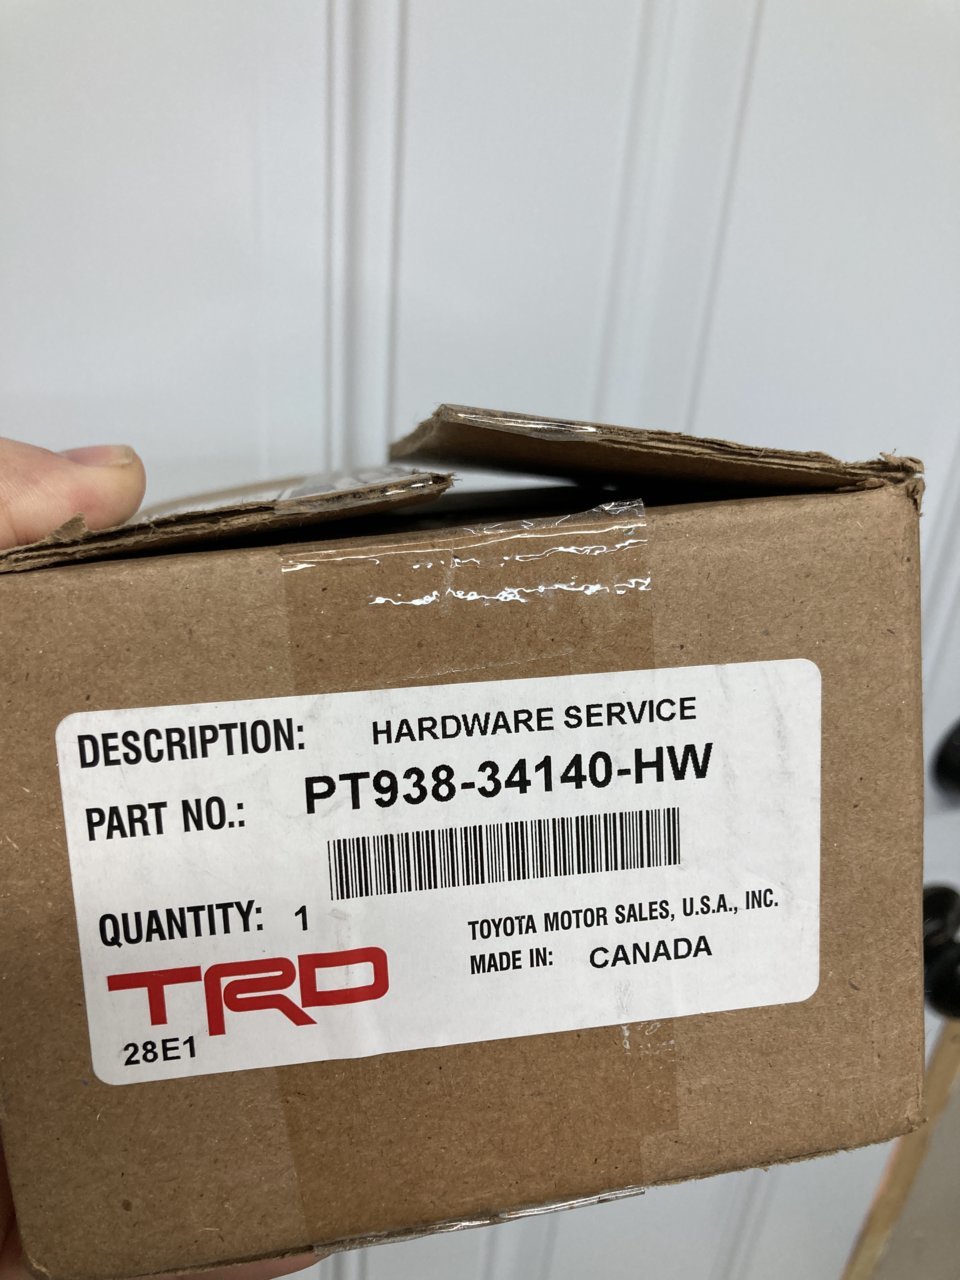 DESCRIPTION: HARDWARE SERVICE
PART NO.: PT938-34140-HW
QUANTITY: 1
TOYOTA MOTOR SALES, U.S.A., INC.
MADE IN: CANADA
TRD
28E1